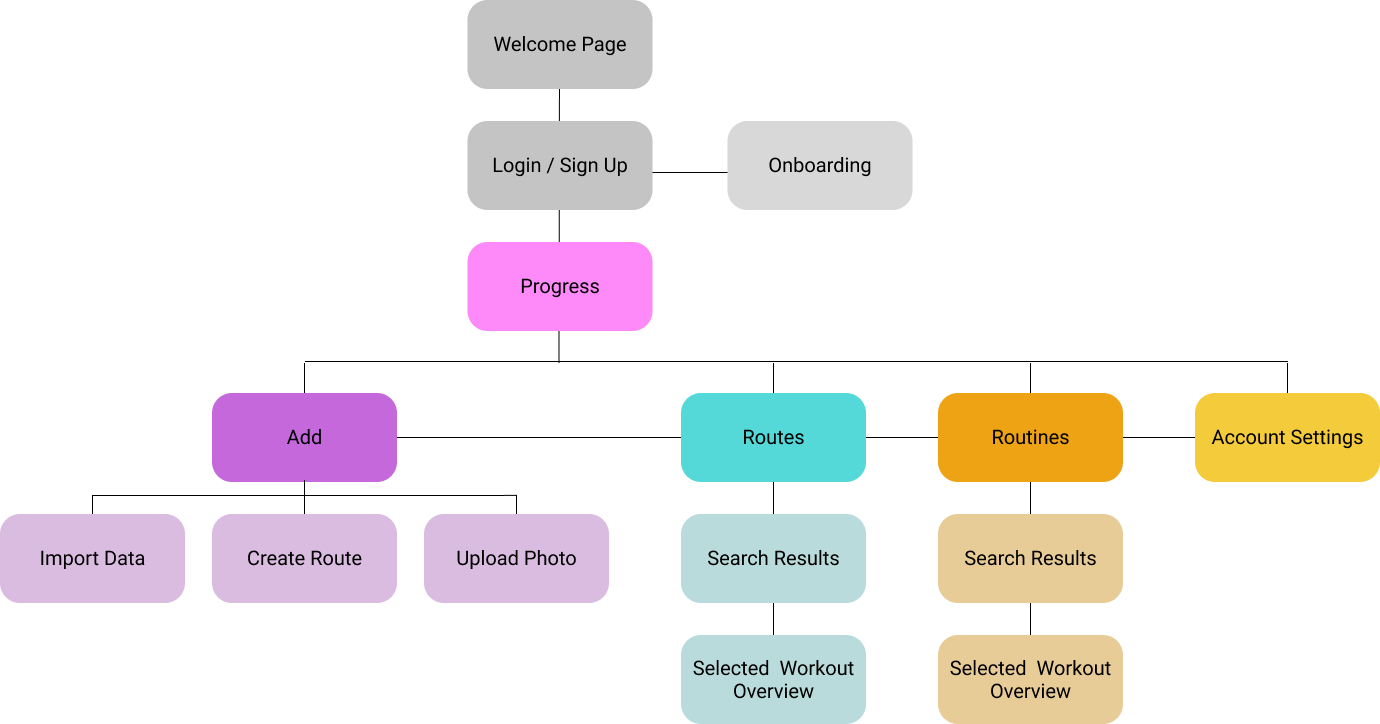 Welcome Page
Login / Sign Up
Onboarding
Progress
Add
Routes
Routines
Account Settings
Import Data
Create Route
Upload Photo
Search Results
Search Results
Selected  Workout
Overview
Selected  Workout
Overview